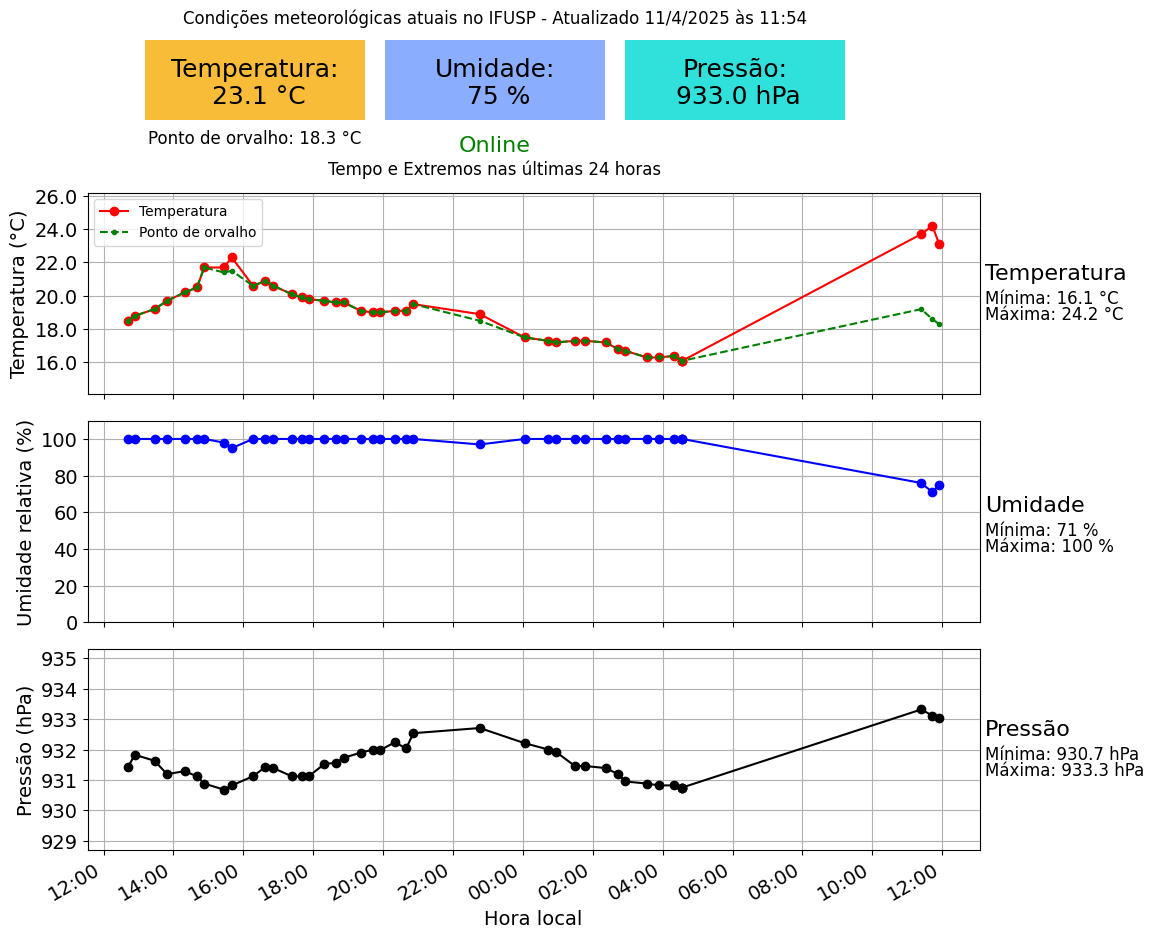 Condições meteorológicas atuais no IFUSP - Atualizado 11/4/2025 às 11:54
Temperatura:
23.1 °C
Umidade:
75 %
Pressão:
933.0 hPa
Ponto de orvalho: 18.3 °C
Online
Tempo e Extremos nas últimas 24 horas
Temperatura (°C)
26.0
24.0
22.0
20.0
18.0
16.0
Temperatura
Ponto de orvalho
Temperatura
Mínima: 16.1 °C
Máxima: 24.2 °C
Umidade relativa (%)
100
80
60
40
20
0
Umidade
Mínima: 71 %
Máxima: 100 %
Pressão (hPa)
935
934
933
932
931
930
929
Pressão
Mínima: 930.7 hPa
Máxima: 933.3 hPa
12:00 14:00 16:00 18:00 20:00 22:00 00:00 02:00 04:00 06:00 08:00 10:00 12:00
Hora local